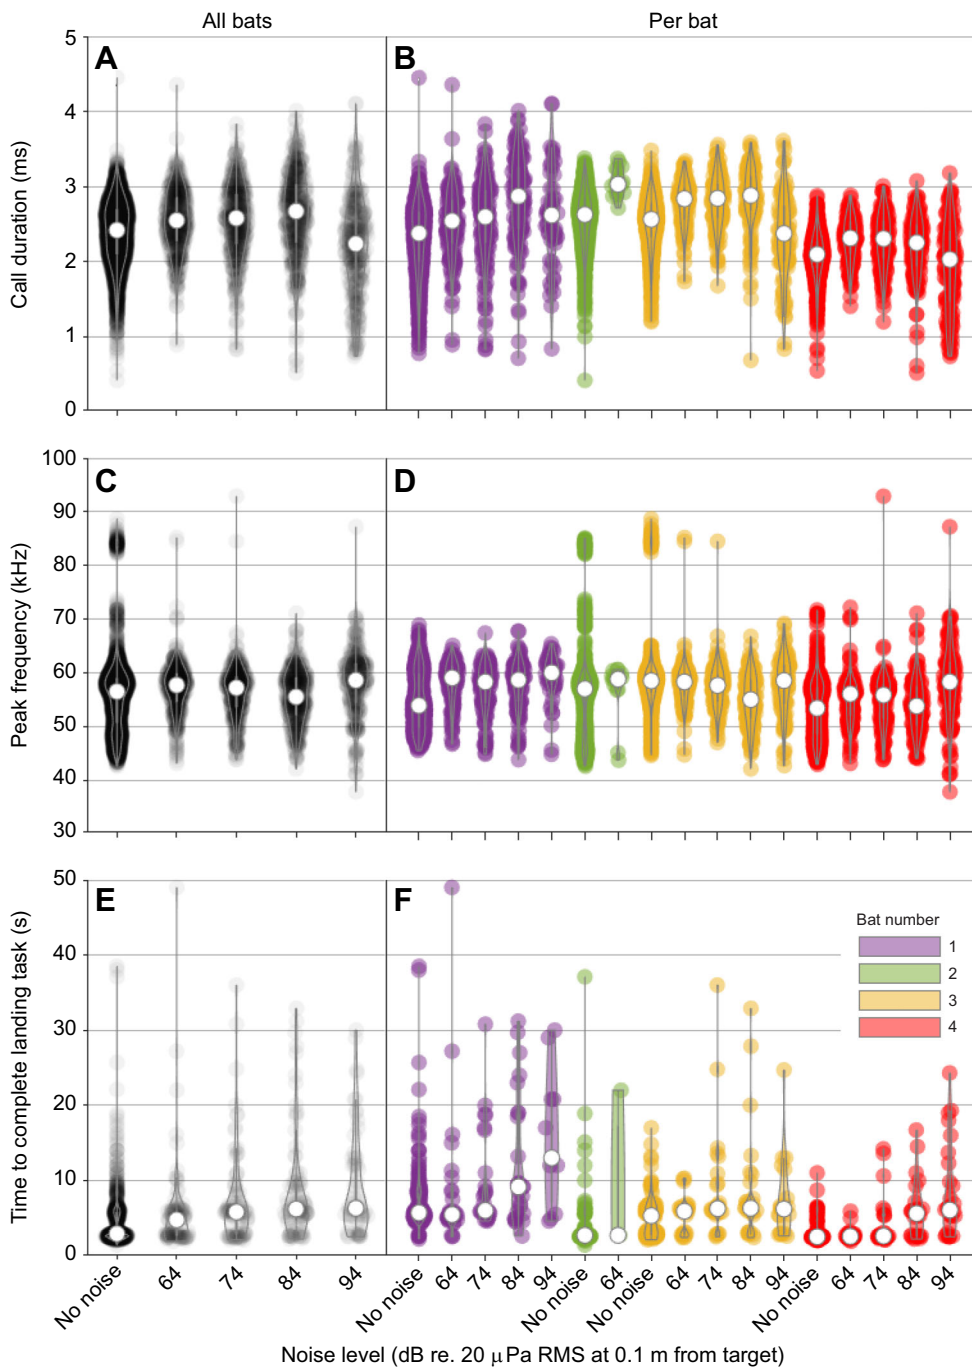 All bats
Per bat
A
B
Call duration (ms)
5
4
3
2
1
0
C
D
Peak frequency (kHz)
100
90
80
70
60
50
40
30
E
F
Time to complete landing task (s)
50
40
30
20
10
0
Bat number
1
2
3
4
No noise
64
74
84
94
No noise
64
74
84
94
No noise
64
No noise
64
74
84
94
No noise
64
74
84
94
Noise level (dB re. 20 μPa RMS at 0.1 m from target)